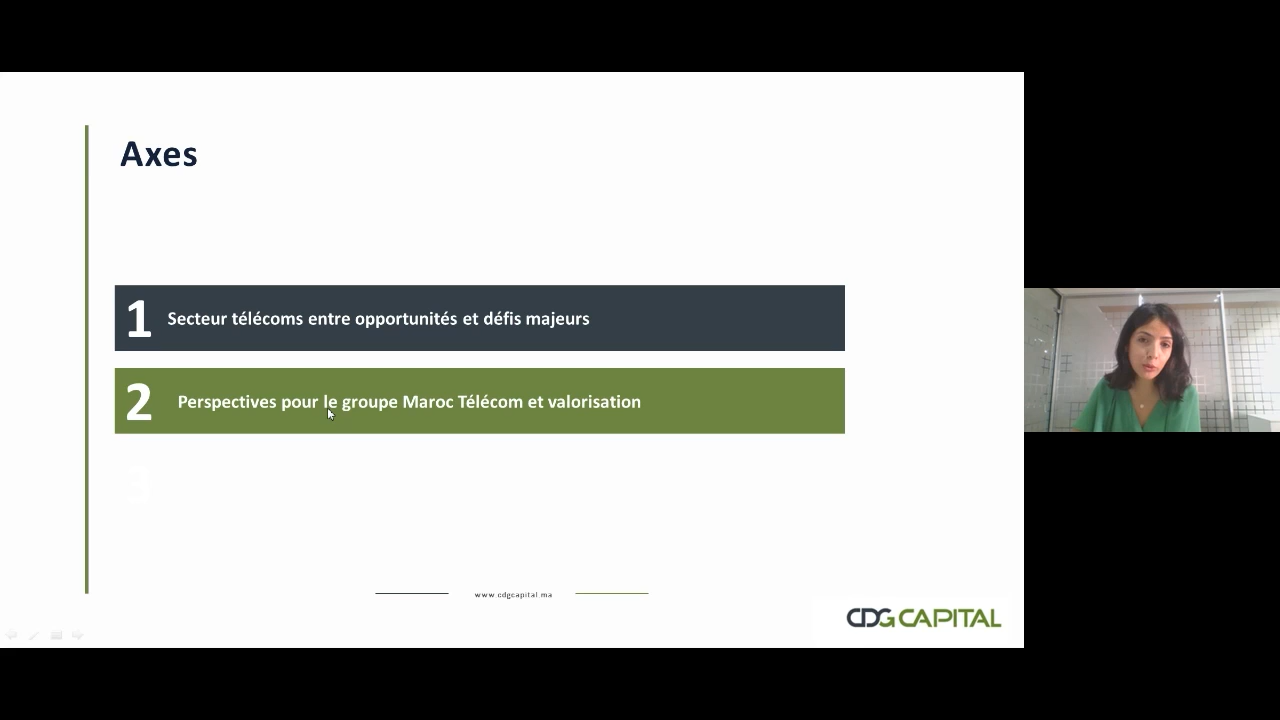 Axes
1 Secteur télécoms entre opportunités et défis majeurs
2 Perspectives pour le groupe Maroc Télécom et valorisation
3
www.cdgcapital.ma
CDG CAPITAL